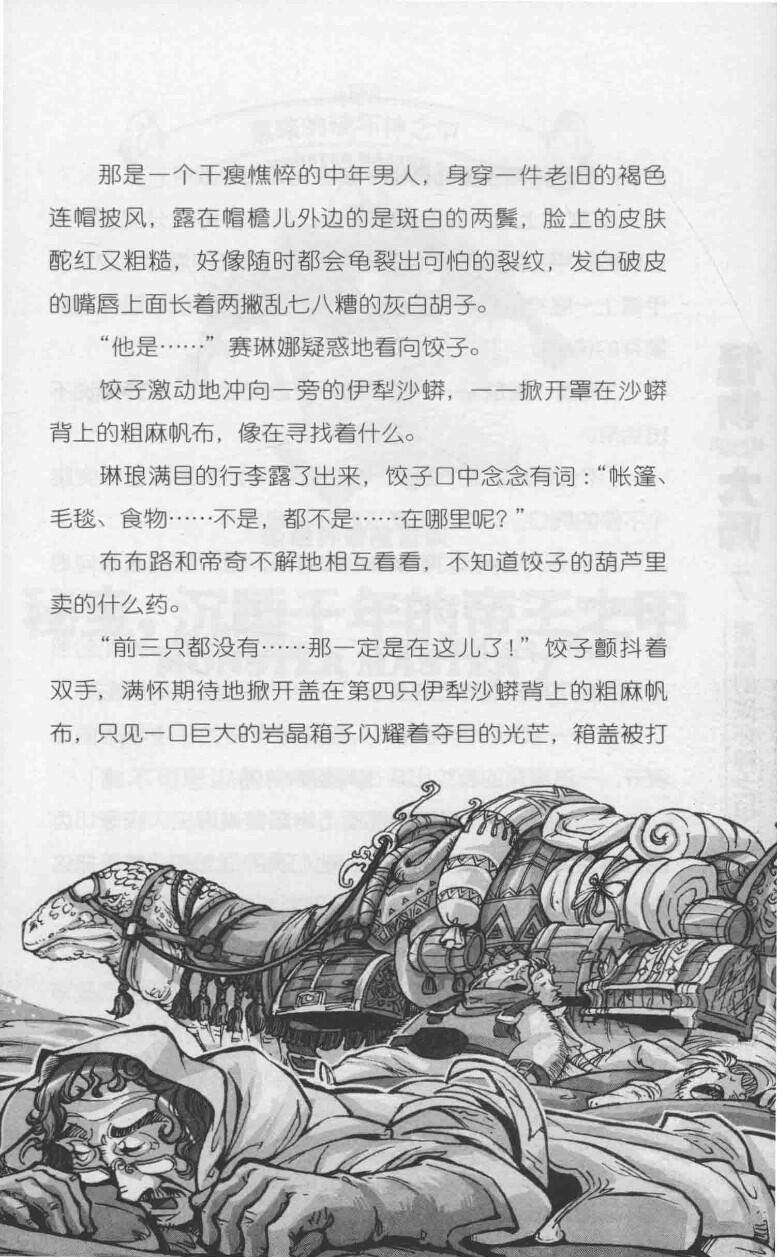 那是一个干瘦憔悴的中年男人，身穿一件老旧的褐色
连帽披风，露在帽檐儿外边的是斑白的两鬓，脸上的皮肤
酡红又粗糙，好像随时都会龟裂出可怕的裂纹，发白破皮
的嘴唇上面长着两撇乱七八糟的灰白胡子。
“他是……”赛琳娜疑惑地看向饺子。
饺子激动地冲向一旁的伊犁沙蟒，一一掀开罩在沙蟒
背上的粗麻帆布，像在寻找着什么。
琳琅满目的行李露了出来，饺子口中念念有词：“帐篷、
毛毯、食物……不是，都不是……在哪里呢？”
布布路和帝奇不解地相互看看，不知道饺子的葫芦里
卖的什么药。
“前三只都没有……那一定是在这儿了！”饺子颤抖着
双手，满怀期待地掀开盖在第四只伊犁沙蟒背上的粗麻帆
布，只见一口巨大的岩晶箱子闪耀着夺目的光芒，箱盖被打